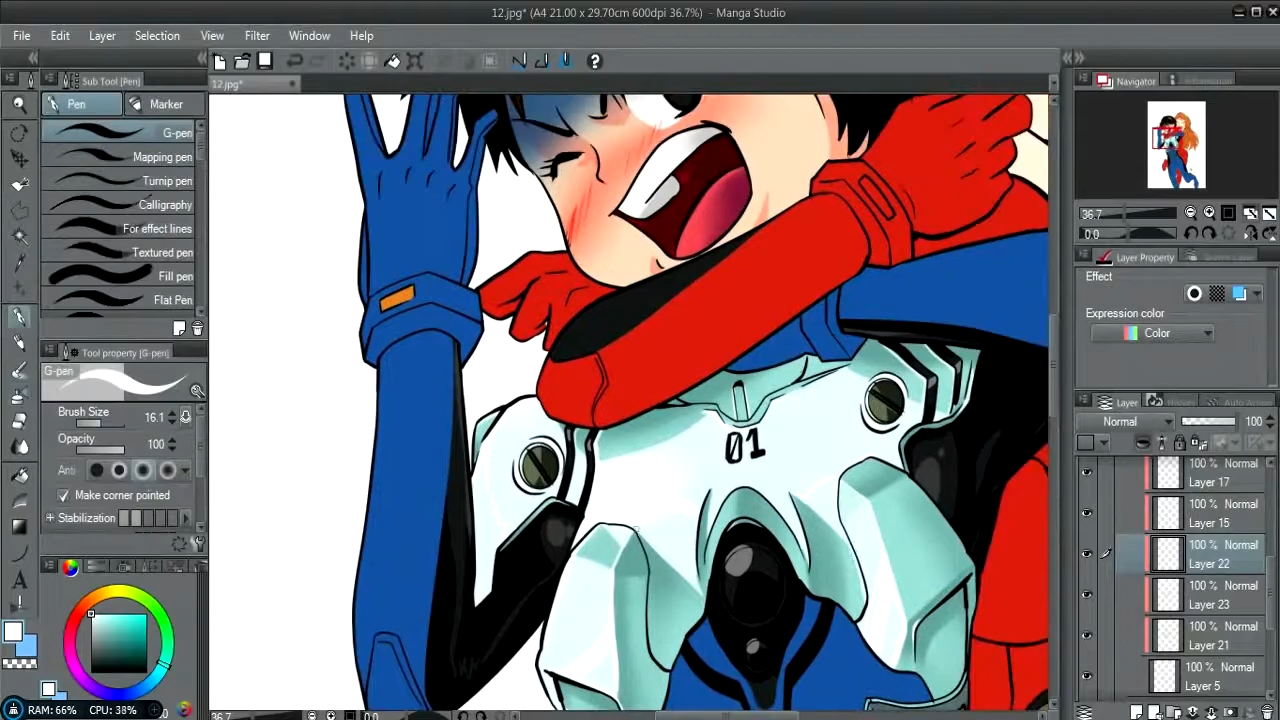 12.jpg* (A4 21.00 x 29.70cm 600dpi 36.7%) - Manga Studio
File Edit Layer Selection View Filter Window Help
Sub Tool [Pen]
12.jpg*
Navigator
Pen Marker
G-pen
Mapping pen
Turnip pen
Calligraphy
For effect lines
Textured pen
Fill pen
Flat Pen
36.7
0.0
Layer Property
Effect
Expression color
Color
Tool property [G-pen]
G-pen
Brush Size 16.1
Opacity 100
Anti
Make corner pointed
Stabilization
Layer
Normal 100
100 % Normal
Layer 17
100 % Normal
Layer 15
100 % Normal
Layer 22
100 % Normal
Layer 23
100 % Normal
Layer 21
100 % Normal
Layer 5
01
RAM: 66% CPU: 38%
36.7 0.0